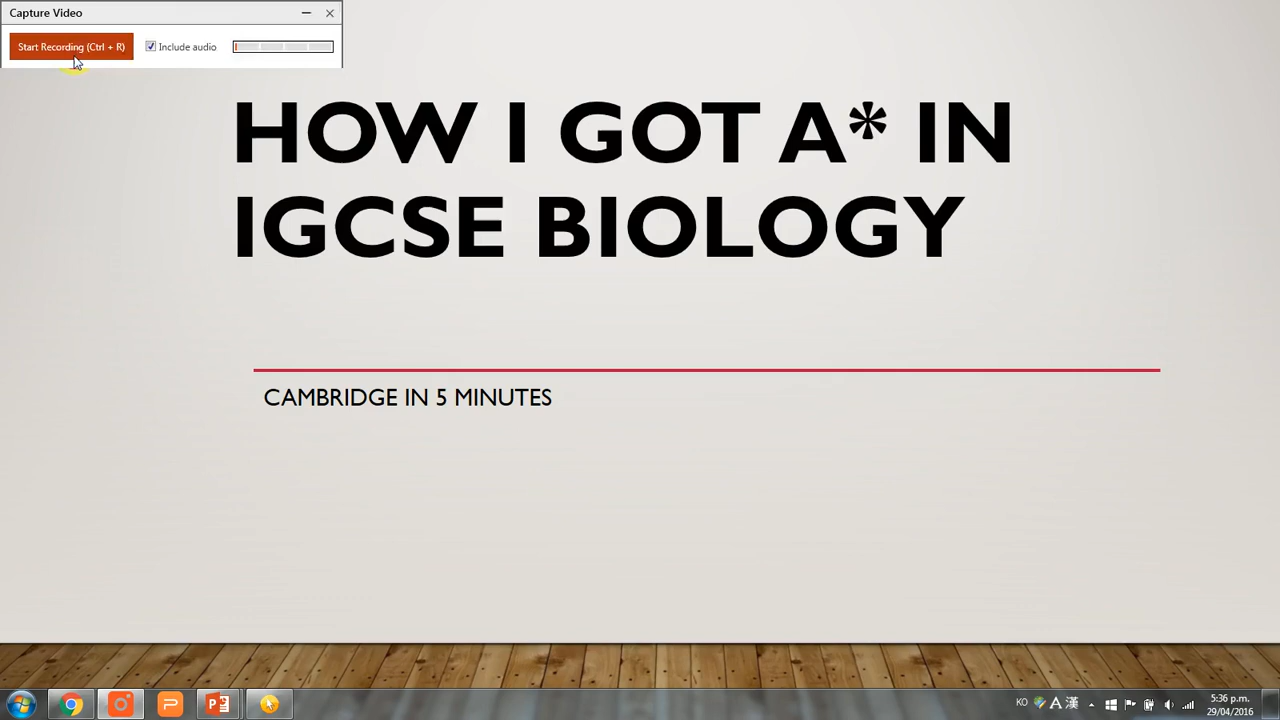 Capture Video
Start Recording (Ctrl + R)
Include audio
HOW I GOT A* IN
IGCSE BIOLOGY
CAMBRIDGE IN 5 MINUTES
KO A 漢
5:36 p.m.
29/04/2016